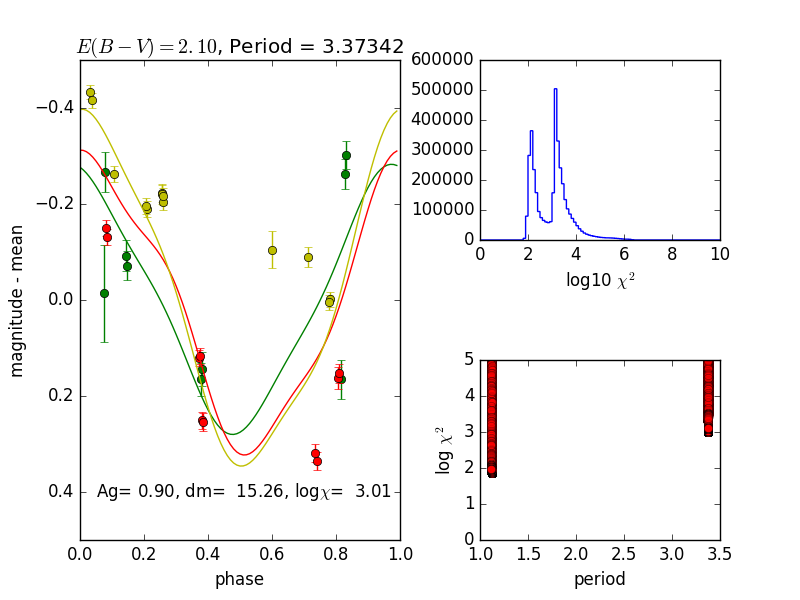 E(B−V)=2.10, Period = 3.37342
−0.4
−0.2
0.0
0.2
0.4
magnitude - mean
Ag= 0.90, dm= 15.26, logχ= 3.01
0.0 0.2 0.4 0.6 0.8 1.0
phase
600000
500000
400000
300000
200000
100000
0
0 2 4 6 8 10
log10 χ²
5
4
3
2
1
0
log χ²
1.0 1.5 2.0 2.5 3.0 3.5
period